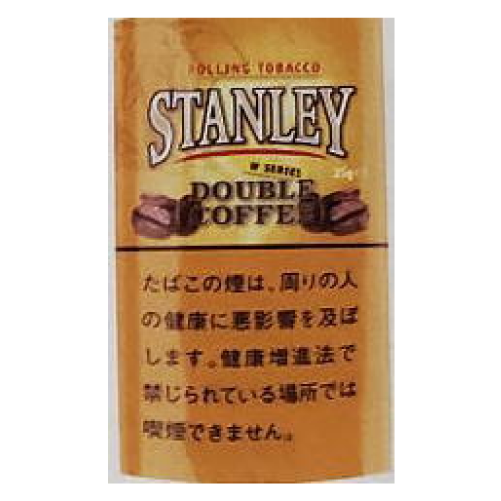 ROLLING TOBACCO
STANLEY
W SERIES
DOUBLE
COFFEE
たばこの煙は、周りの人
の健康に悪影響を及ぼ
します。健康増進法で
禁じられている場所では
喫煙できません。